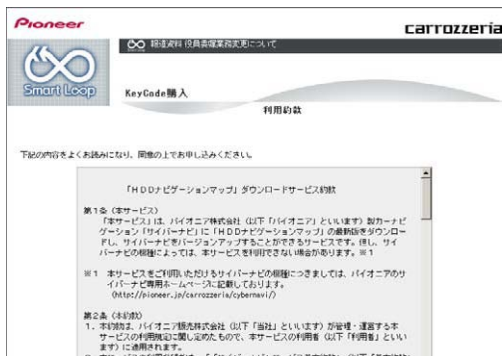 Pioneer
carrozzeria
報道資料 役員委嘱業務変更について
Smart Loop
KeyCode購入
利用約款
下記の内容をよくお読みになり、同意の上でお申し込みください。
「HDDナビゲーションマップ」ダウンロードサービス約款
第1条（本サービス）
「本サービス」は、パイオニア株式会社（以下「パイオニア」といいます）製カーナビ
ゲーション「サイバーナビ」に「HDDナビゲーションマップ」の最新版をダウンロー
ドし、サイバーナビをバージョンアップすることができるサービスです。但し、サイ
バーナビの機種によっては、本サービスを利用できない場合があります。※1
※1 本サービスをご利用いただけるサイバーナビの機種につきましては、パイオニアのサ
イバーナビ専用ホームページに記載しております。
(http://pioneer.jp/carrozzeria/cybernavi/)
第2条（本約款）
1. 本約款は、パイオニア販売株式会社（以下「当社」といいます）が管理・運営する本
サービスの利用規定に関し定めたもので、本サービスの利用者（以下「利用者」といい
ます）に適用されます。